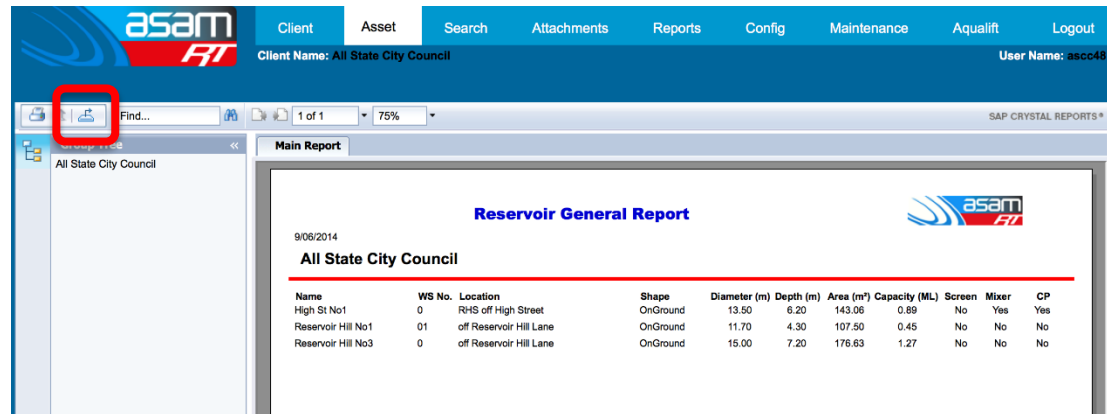 asam RT
Client Asset Search Attachments Reports Config Maintenance Aqualift Logout
Client Name: All State City Council User Name: ascc48
Find... 1 of 1 75% SAP CRYSTAL REPORTS®
Group Tree «
Main Report
All State City Council
Reservoir General Report
asam RT
9/06/2014
All State City Council
Name WS No. Location Shape Diameter (m) Depth (m) Area (m²) Capacity (ML) Screen Mixer CP
High St No1 0 RHS off High Street OnGround 13.50 6.20 143.06 0.89 No Yes Yes
Reservoir Hill No1 01 off Reservoir Hill Lane OnGround 11.70 4.30 107.50 0.45 No No No
Reservoir Hill No3 0 off Reservoir Hill Lane OnGround 15.00 7.20 176.63 1.27 No No No